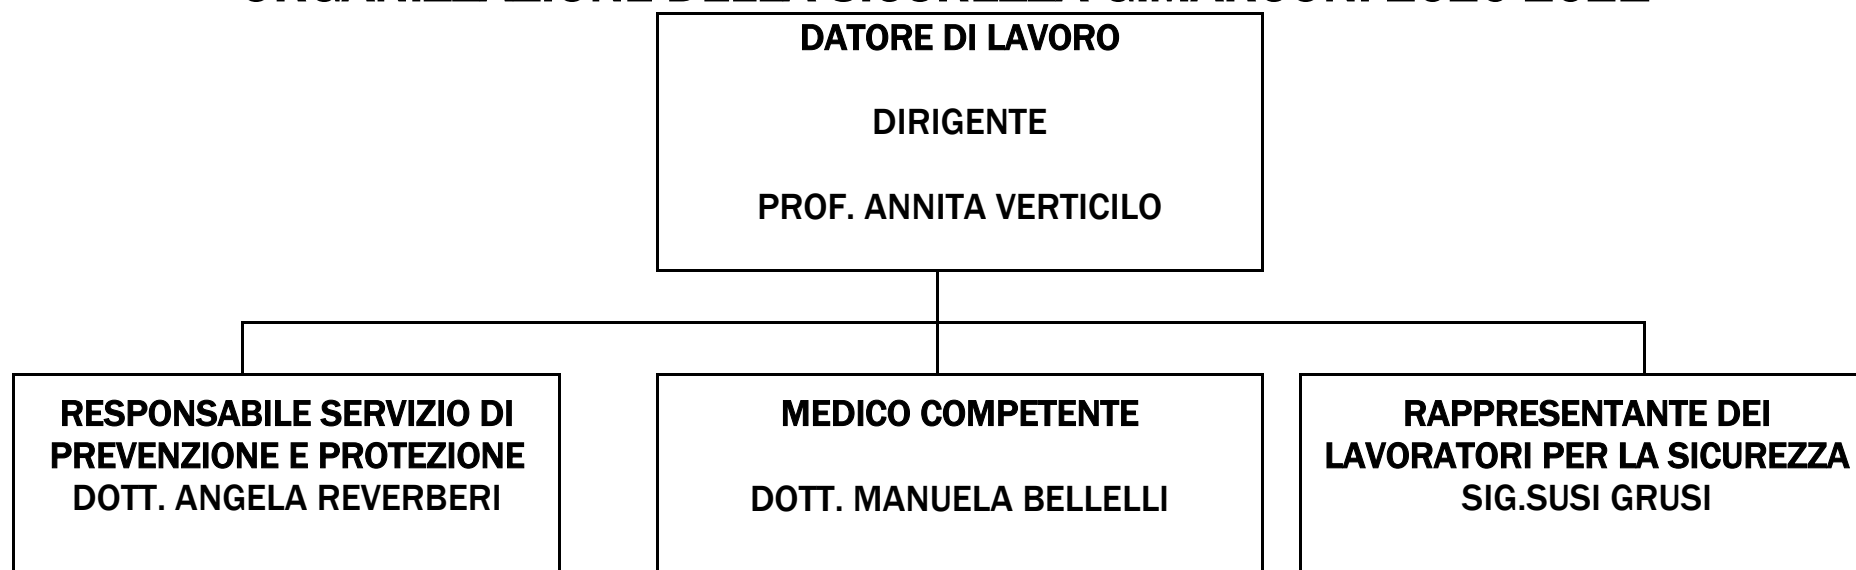 DATORE DI LAVORO
DIRIGENTE
PROF. ANNITA VERTICILO
RESPONSABILE SERVIZIO DI
PREVENZIONE E PROTEZIONE
DOTT. ANGELA REVERBERI
MEDICO COMPETENTE
DOTT. MANUELA BELLELLI
RAPPRESENTANTE DEI
LAVORATORI PER LA SICUREZZA
SIG.SUSI GRUSI